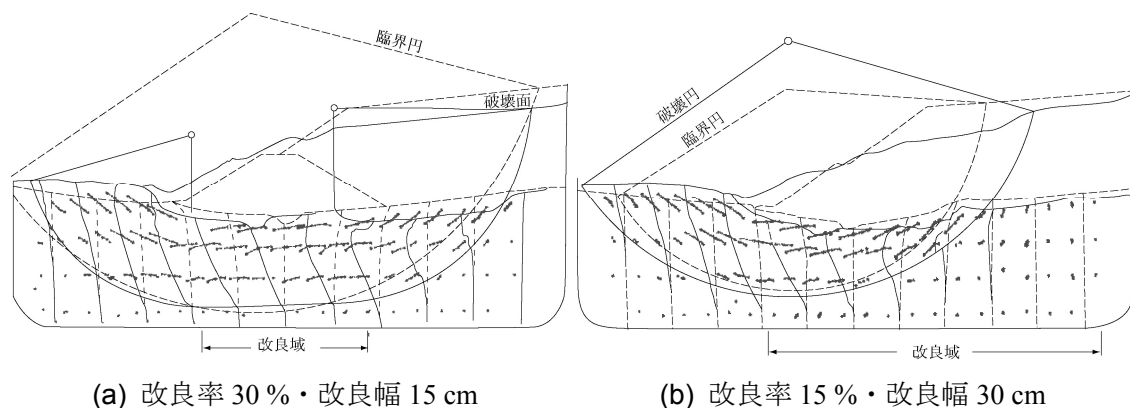 臨界円
破壊面
改良域
(a) 改良率 30 %・改良幅 15 cm
破壊円
臨界円
改良域
(b) 改良率 15 %・改良幅 30 cm